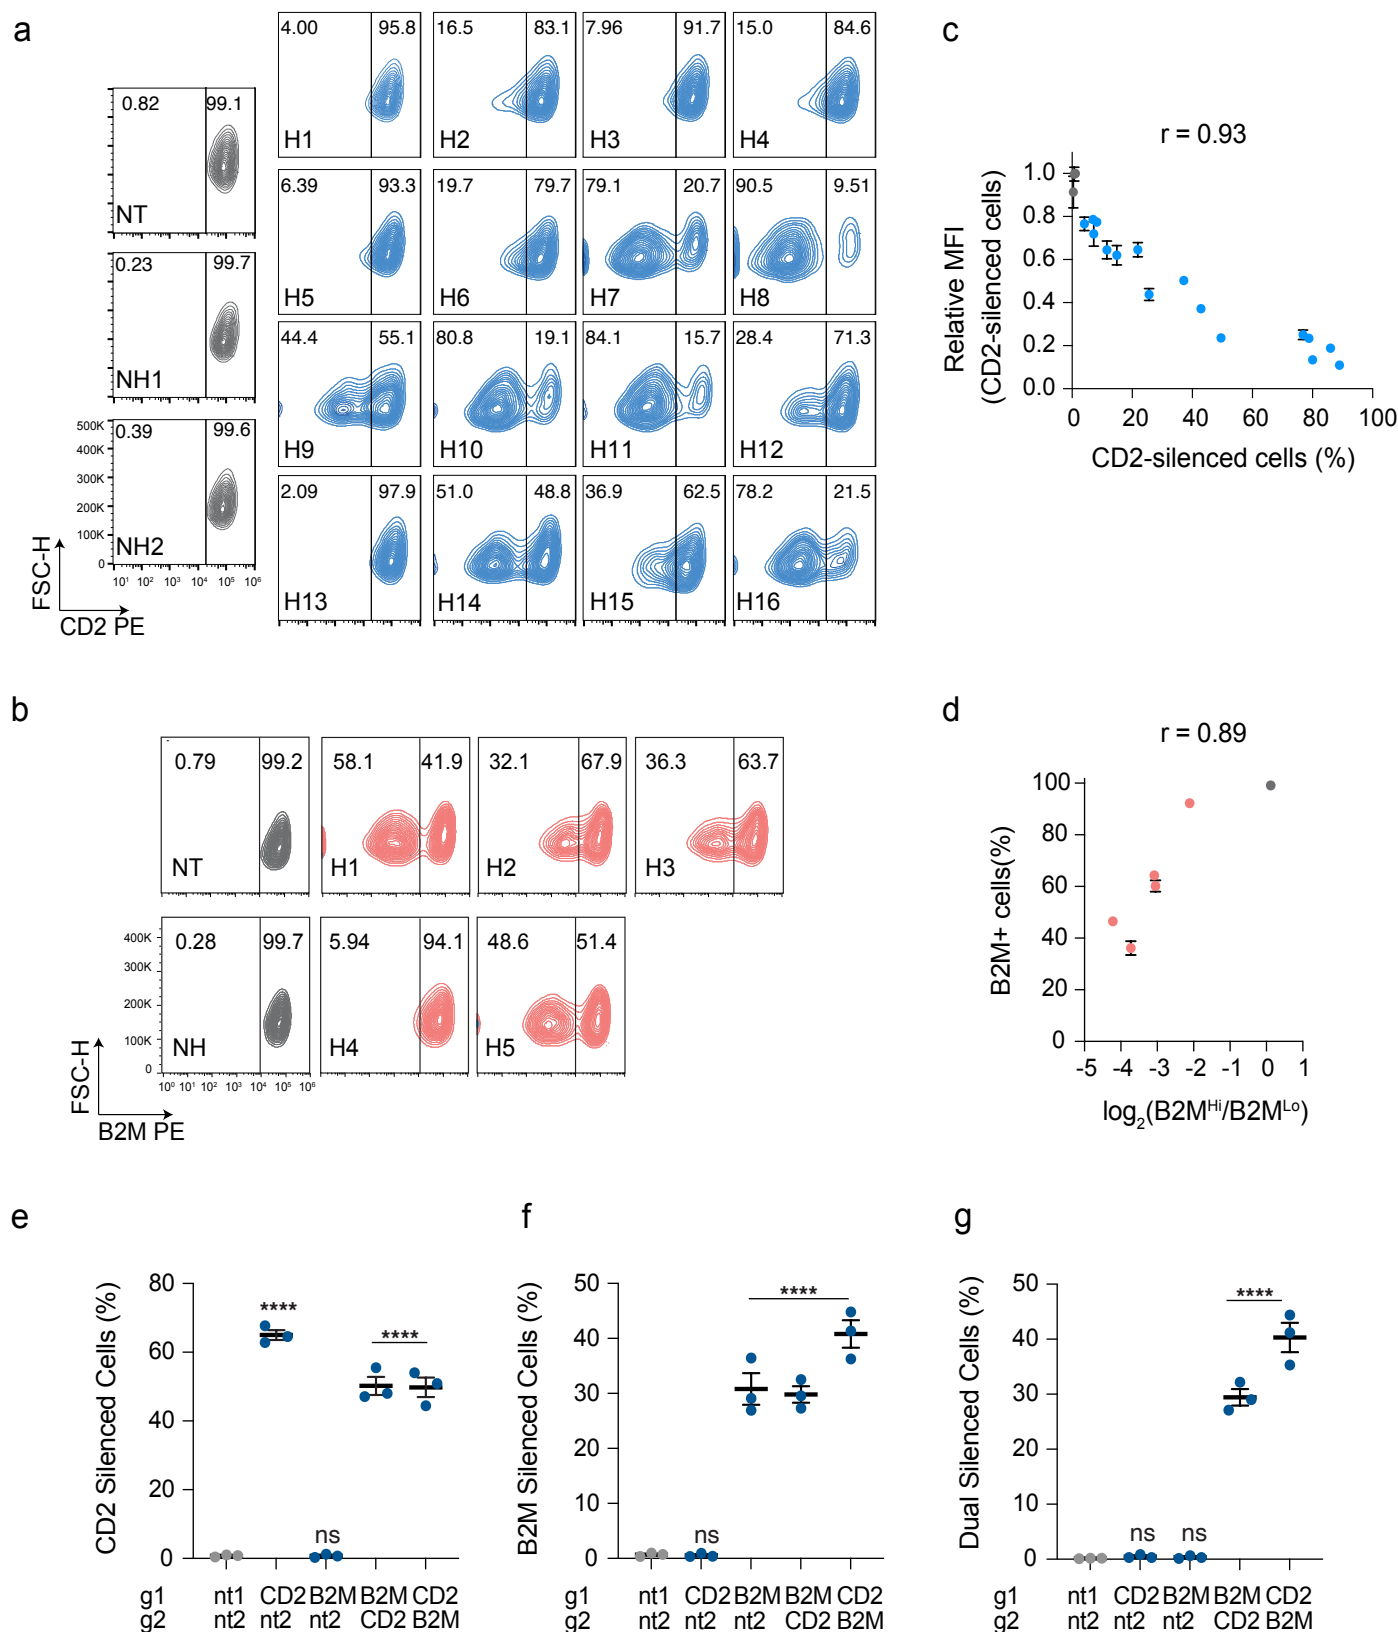 a
4.00 95.8
H1
16.5 83.1
H2
7.96 91.7
H3
15.0 84.6
H4
0.82 99.1
NT
6.39 93.3
H5
19.7 79.7
H6
79.1 20.7
H7
90.5 9.51
H8
0.23 99.7
NH1
44.4 55.1
H9
80.8 19.1
H10
84.1 15.7
H11
28.4 71.3
H12
0.39 99.6
NH2
2.09 97.9
H13
51.0 48.8
H14
36.9 62.5
H15
78.2 21.5
H16
500K
400K
300K
200K
100K
0
10¹ 10² 10³ 10⁴ 10⁵ 10⁶
FSC-H
CD2 PE
c
r = 0.93
Relative MFI
(CD2-silenced cells)
1.0
0.8
0.6
0.4
0.2
0.0
0 20 40 60 80 100
CD2-silenced cells (%)
b
0.79 99.2
NT
58.1 41.9
H1
32.1 67.9
H2
36.3 63.7
H3
0.28 99.7
NH
5.94 94.1
H4
48.6 51.4
H5
400K
300K
200K
100K
0
10⁰ 10¹ 10² 10³ 10⁴ 10⁵ 10⁶
FSC-H
B2M PE
d
r = 0.89
B2M+ cells(%)
100
80
60
40
20
0
-5 -4 -3 -2 -1 0 1
log₂(B2Mᴴⁱ/B2Mᴸᵒ)
e
CD2 Silenced Cells (%)
80
60
40
20
0
****
****
ns
g1 nt1 CD2 B2M B2M CD2
g2 nt2 nt2 nt2 CD2 B2M
f
B2M Silenced Cells (%)
50
40
30
20
10
0
****
ns
g1 nt1 CD2 B2M B2M CD2
g2 nt2 nt2 nt2 CD2 B2M
g
Dual Silenced Cells (%)
50
40
30
20
10
0
****
ns ns
g1 nt1 CD2 B2M B2M CD2
g2 nt2 nt2 nt2 CD2 B2M